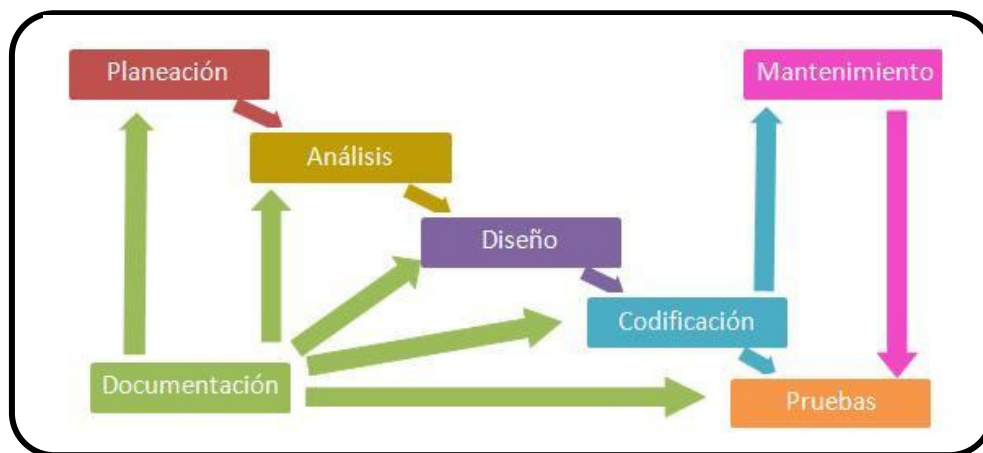 Planeación
Mantenimiento
Análisis
Diseño
Codificación
Documentación
Pruebas